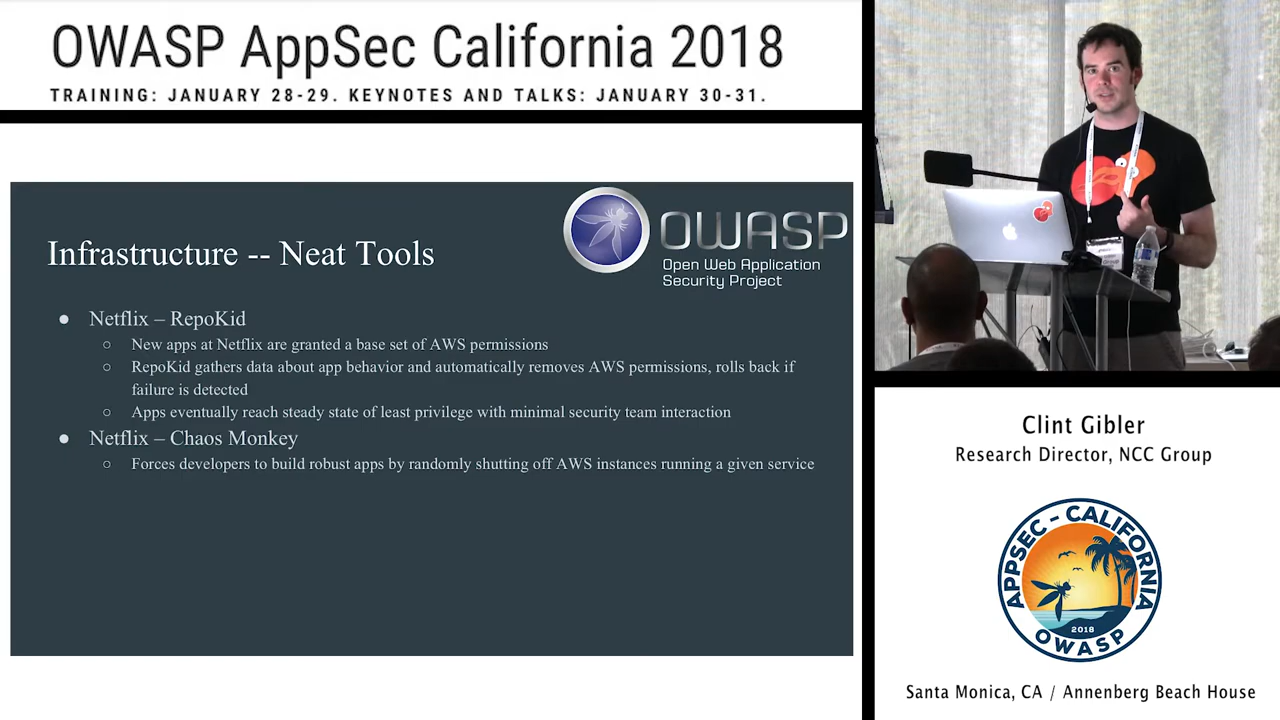 OWASP AppSec California 2018
TRAINING: JANUARY 28-29. KEYNOTES AND TALKS: JANUARY 30-31.
OWASP
Open Web Application
Security Project
Infrastructure -- Neat Tools
● Netflix – RepoKid
○ New apps at Netflix are granted a base set of AWS permissions
○ RepoKid gathers data about app behavior and automatically removes AWS permissions, rolls back if
failure is detected
○ Apps eventually reach steady state of least privilege with minimal security team interaction
● Netflix – Chaos Monkey
○ Forces developers to build robust apps by randomly shutting off AWS instances running a given service
Clint Gibler
Research Director, NCC Group
APPSEC - CALIFORNIA
2018
OWASP
Santa Monica, CA / Annenberg Beach House